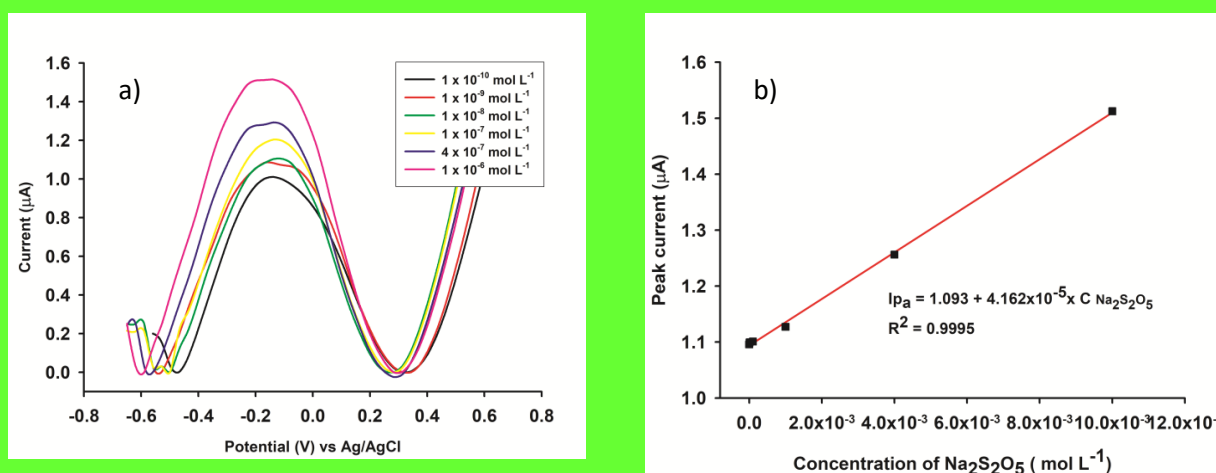 a)
1.6
1.4
1.2
1.0
0.8
0.6
0.4
0.2
0.0
Current (µA)
1 x 10⁻¹⁰ mol L⁻¹
1 x 10⁻⁹ mol L⁻¹
1 x 10⁻⁸ mol L⁻¹
1 x 10⁻⁷ mol L⁻¹
4 x 10⁻⁷ mol L⁻¹
1 x 10⁻⁶ mol L⁻¹
-0.8 -0.6 -0.4 -0.2 0.0 0.2 0.4 0.6 0.8
Potential (V) vs Ag/AgCl
b)
1.6
1.5
1.4
1.3
1.2
1.1
1.0
Peak current (µA)
Ipₐ = 1.093 + 4.162x10⁻⁵x C Na₂S₂O₅
R² = 0.9995
0.0 2.0x10⁻³ 4.0x10⁻³ 6.0x10⁻³ 8.0x10⁻³ 10.0x10⁻³ 12.0x10⁻
Concentration of Na₂S₂O₅ ( mol L⁻¹)